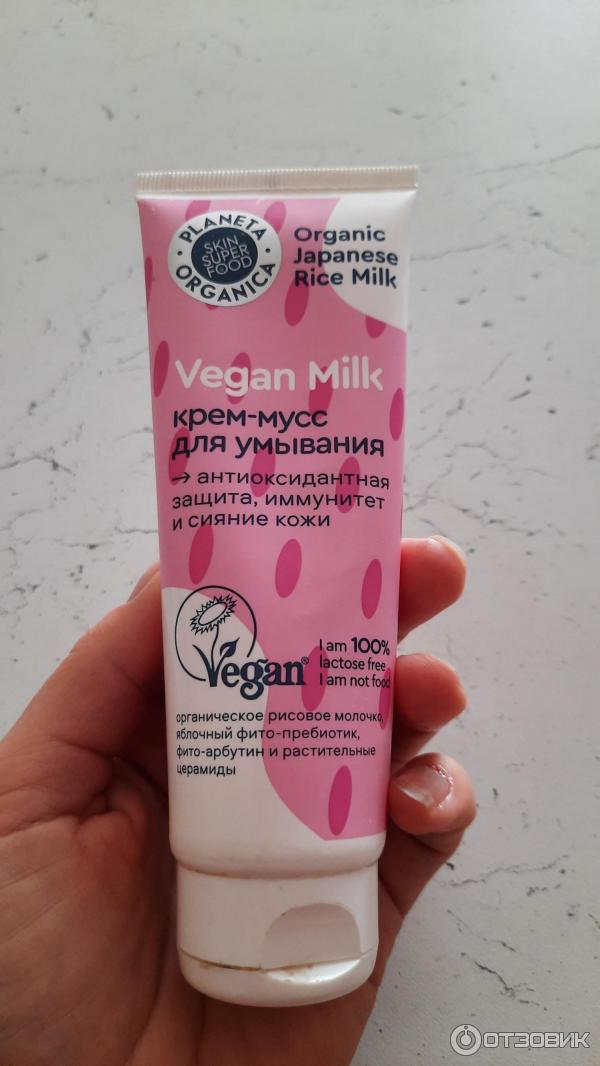 PLANETA
ORGANICA
SKIN
SUPER
FOOD
Organic
Japanese
Rice Milk
Vegan Milk
крем-мусс
для умывания
→ антиоксидантная
защита, иммунитет
и сияние кожи
Vegan®
I am 100%
lactose free
I am not food
органическое рисовое молочко,
яблочный фито-пребиотик,
фито-арбутин и растительные
церамиды
ОТЗОВИК